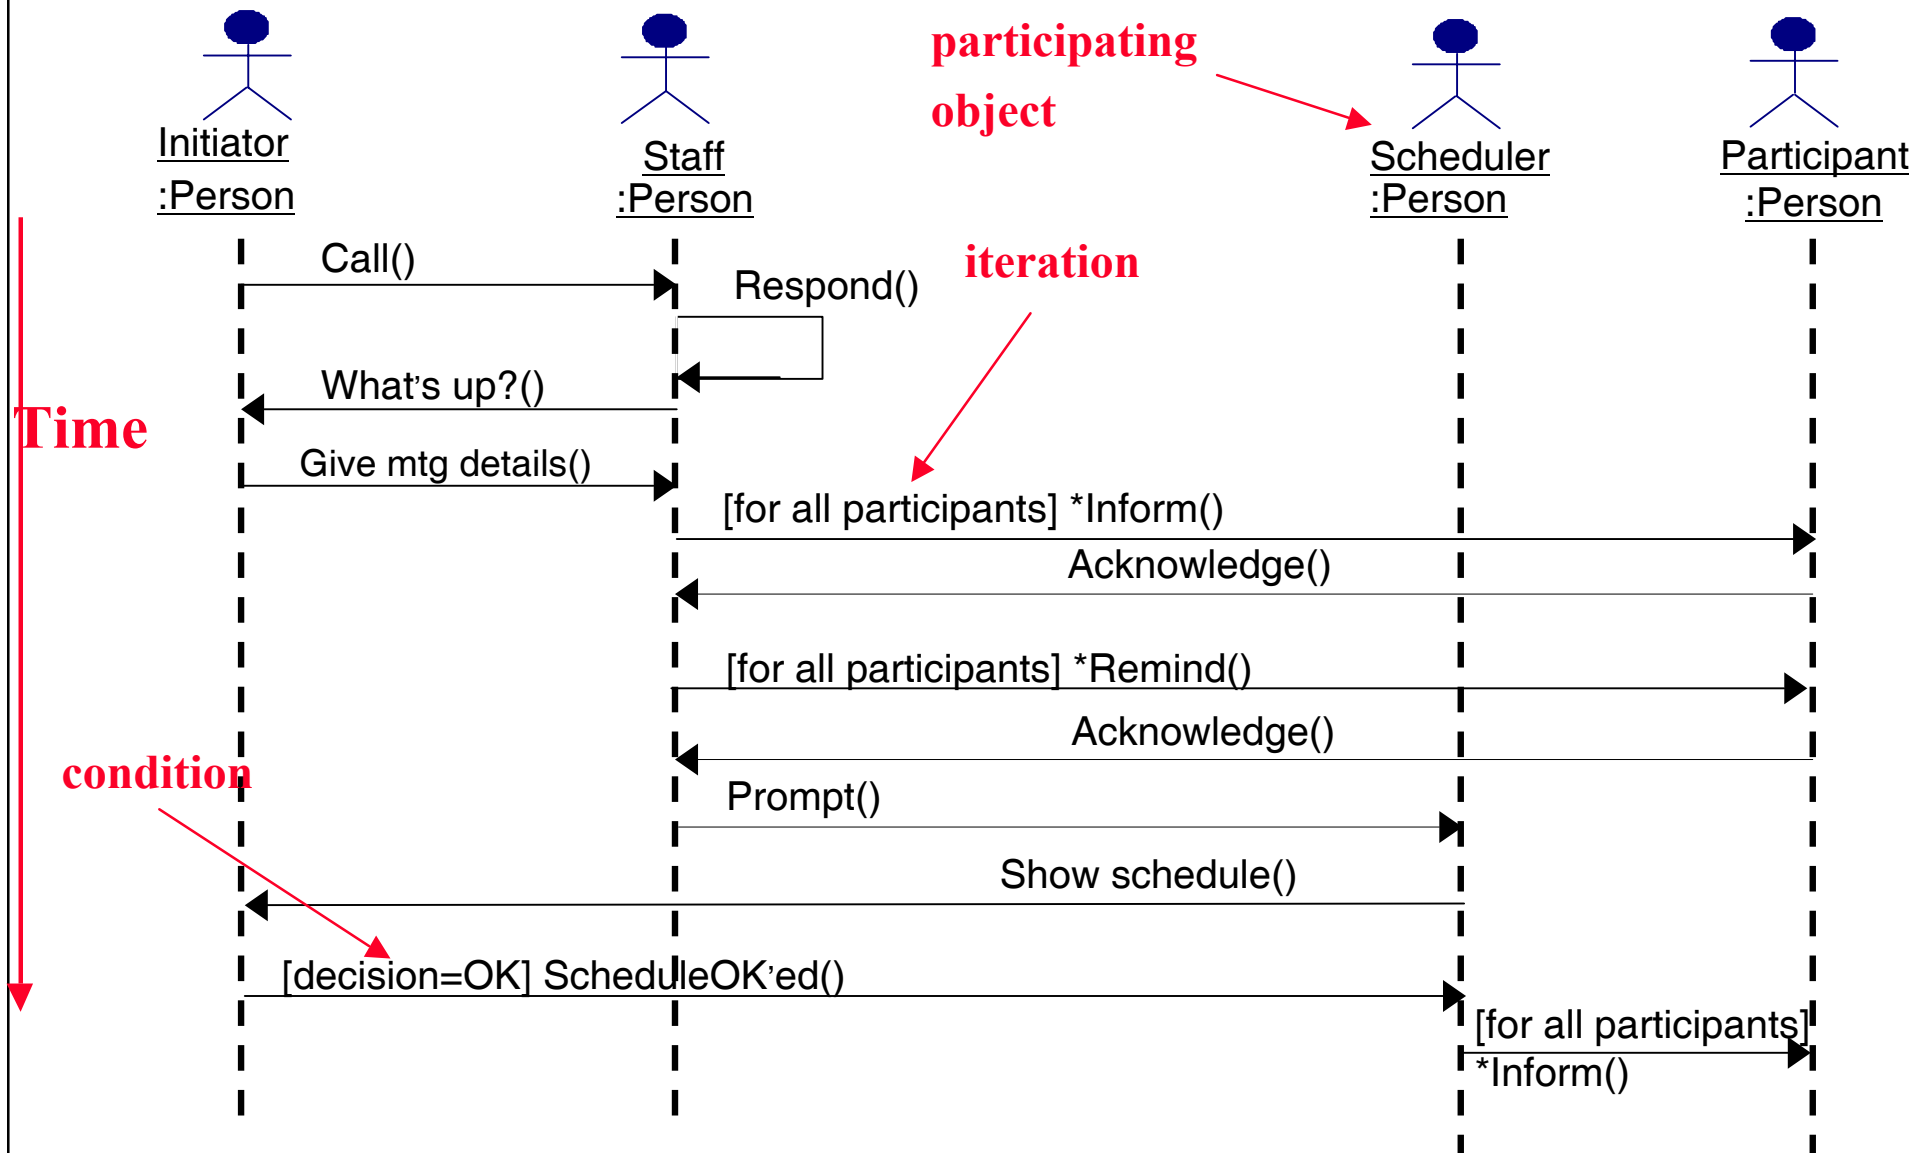 participating
object
Initiator
:Person
Staff
:Person
Scheduler
:Person
Participant
:Person
Call()
iteration
Respond()
What's up?()
Time
Give mtg details()
[for all participants] *Inform()
Acknowledge()
[for all participants] *Remind()
Acknowledge()
condition
Prompt()
Show schedule()
[decision=OK] ScheduleOK'ed()
[for all participants]
*Inform()